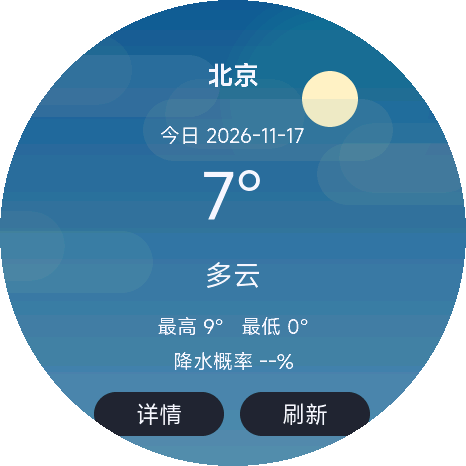 北京
今日 2026-11-17
7°
多云
最高 9° 最低 0°
降水概率 --%
详情 刷新